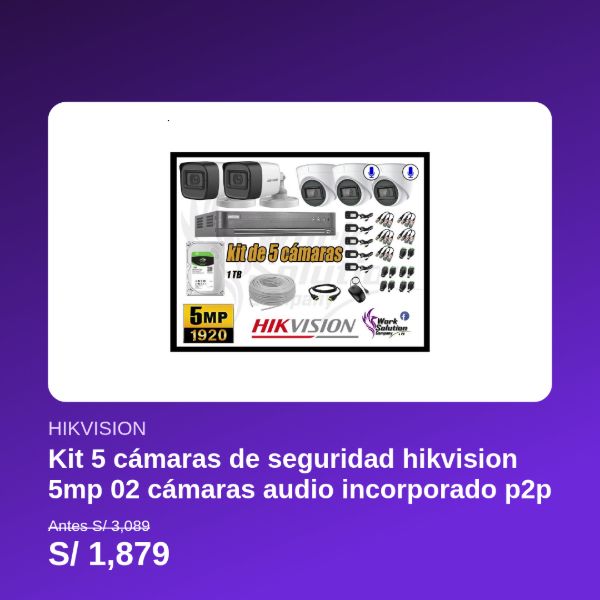 kit de 5 cámaras
1 TB
5MP
1920
HIKVISION
Work
Solution
Company
HIKVISION
Kit 5 cámaras de seguridad hikvision
5mp 02 cámaras audio incorporado p2p
Antes S/ 3,089
S/ 1,879